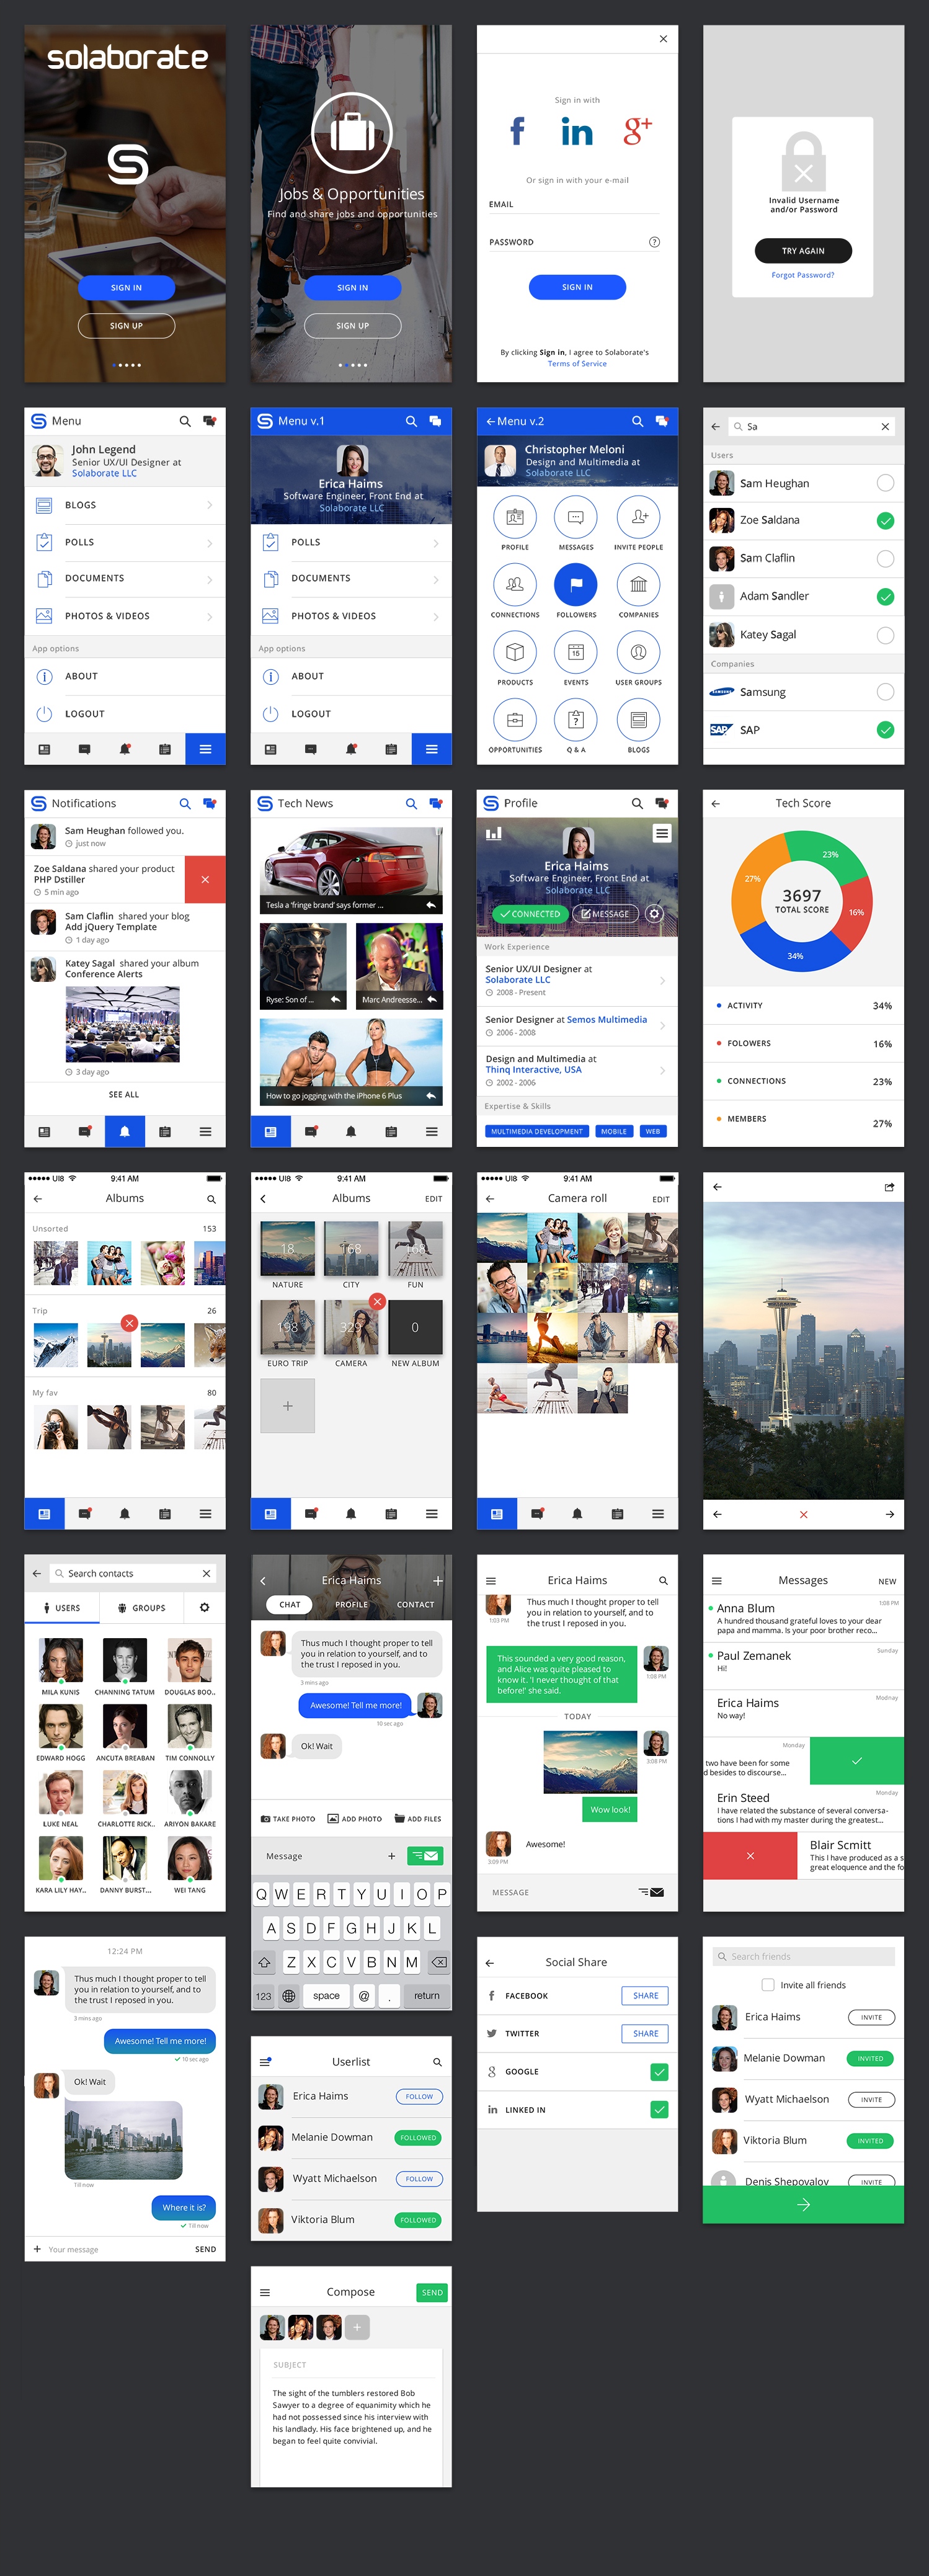 solaborate
SIGN IN
SIGN UP
Jobs & Opportunities
Find and share jobs and opportunities
SIGN IN
SIGN UP
Sign in with
f in g+
Or sign in with your e-mail
EMAIL
PASSWORD ?
SIGN IN
By clicking Sign in, I agree to Solaborate's
Terms of Service
Invalid Username
and/or Password
TRY AGAIN
Forgot Password?
Menu
John Legend
Senior UX/UI Designer at
Solaborate LLC
BLOGS
POLLS
DOCUMENTS
PHOTOS & VIDEOS
App options
ABOUT
LOGOUT
Menu v.1
Erica Haims
Software Engineer, Front End at
Solaborate LLC
POLLS
DOCUMENTS
PHOTOS & VIDEOS
App options
ABOUT
LOGOUT
Menu v.2
Christopher Meloni
Design and Multimedia at
Solaborate LLC
PROFILE MESSAGES INVITE PEOPLE
CONNECTIONS FOLLOWERS COMPANIES
15
PRODUCTS EVENTS USER GROUPS
?
OPPORTUNITIES Q & A BLOGS
Sa
Users
Sam Heughan
Zoe Saldana
Sam Claflin
Adam Sandler
Katey Sagal
Companies
SAMSUNG Samsung
SAP SAP
Notifications
Sam Heughan followed you.
just now
Zoe Saldana shared your product
PHP Dstiller
5 min ago
Sam Claflin shared your blog
Add jQuery Template
1 day ago
Katey Sagal shared your album
Conference Alerts
3 day ago
SEE ALL
Tech News
Tesla a 'fringe brand' says former ...
Ryse: Son of ...
Marc Andreesse...
How to go jogging with the iPhone 6 Plus
Profile
Erica Haims
Software Engineer, Front End at
Solaborate LLC
CONNECTED MESSAGE
Work Experience
Senior UX/UI Designer at
Solaborate LLC
2008 - Present
Senior Designer at Semos Multimedia
2006 - 2008
Design and Multimedia at
Thinq Interactive, USA
2002 - 2006
Expertise & Skills
MULTIMEDIA DEVELOPMENT MOBILE WEB
Tech Score
23%
27%
3697
TOTAL SCORE
16%
34%
ACTIVITY 34%
FOLOWERS 16%
CONNECTIONS 23%
MEMBERS 27%
UI8 9:41 AM
Albums
Unsorted 153
Trip 26
My fav 80
UI8 9:41 AM
Albums EDIT
18 168 168
NATURE CITY FUN
198 329 0
EURO TRIP CAMERA NEW ALBUM
UI8 9:41 AM
Camera roll EDIT
Search contacts
USERS GROUPS
MILA KUNIS CHANNING TATUM DOUGLAS BOO..
EDWARD HOGG ANCUTA BREABAN TIM CONNOLLY
LUKE NEAL CHARLOTTE RICK.. ARIYON BAKARE
KARA LILY HAY.. DANNY BURST... WEI TANG
Erica Haims
CHAT PROFILE CONTACT
Thus much I thought proper to tell
you in relation to yourself, and to
the trust I reposed in you.
3 mins ago
Awesome! Tell me more!
10 sec ago
Ok! Wait
TAKE PHOTO ADD PHOTO ADD FILES
Message
Q W E R T Y U I O P
A S D F G H J K L
Z X C V B N M
123 space @ . return
Erica Haims
Thus much I thought proper to tell
you in relation to yourself, and to
the trust I reposed in you.
1:03 PM
This sounded a very good reason,
and Alice was quite pleased to
know it. 'I never thought of that
before!' she said.
1:08 PM
TODAY
3:08 PM
Wow look!
Awesome!
3:09 PM
MESSAGE
Messages NEW
1:08 PM
Anna Blum
A hundred thousand grateful loves to your dear
papa and mamma. Is your poor brother reco...
Sunday
Paul Zemanek
Hi!
Modnay
Erica Haims
No way!
Monday
two have been for some
d besides to discourse...
Monday
Erin Steed
I have related the substance of several conversa-
tions I had with my master during the greatest...
Blair Scmitt
This I have produced as a s
great eloquence and the fo
12:24 PM
Thus much I thought proper to tell
you in relation to yourself, and to
the trust I reposed in you.
3 mins ago
Awesome! Tell me more!
10 sec ago
Ok! Wait
Till now
Where it is?
Till now
Your message SEND
Userlist
Erica Haims FOLLOW
Melanie Dowman FOLLOWED
Wyatt Michaelson FOLLOW
Viktoria Blum FOLLOWED
Social Share
FACEBOOK SHARE
TWITTER SHARE
GOOGLE
LINKED IN
Search friends
Invite all friends
Erica Haims INVITE
Melanie Dowman INVITED
Wyatt Michaelson INVITE
Viktoria Blum INVITED
Denis Shepovalov INVITE
Compose SEND
SUBJECT
The sight of the tumblers restored Bob
Sawyer to a degree of equanimity which he
had not possessed since his interview with
his landlady. His face brightened up, and he
began to feel quite convivial.